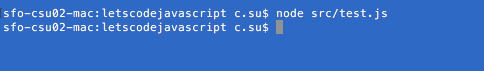 sfo-csu02-mac:letscodejavascript c.su$ node src/test.js
sfo-csu02-mac:letscodejavascript c.su$